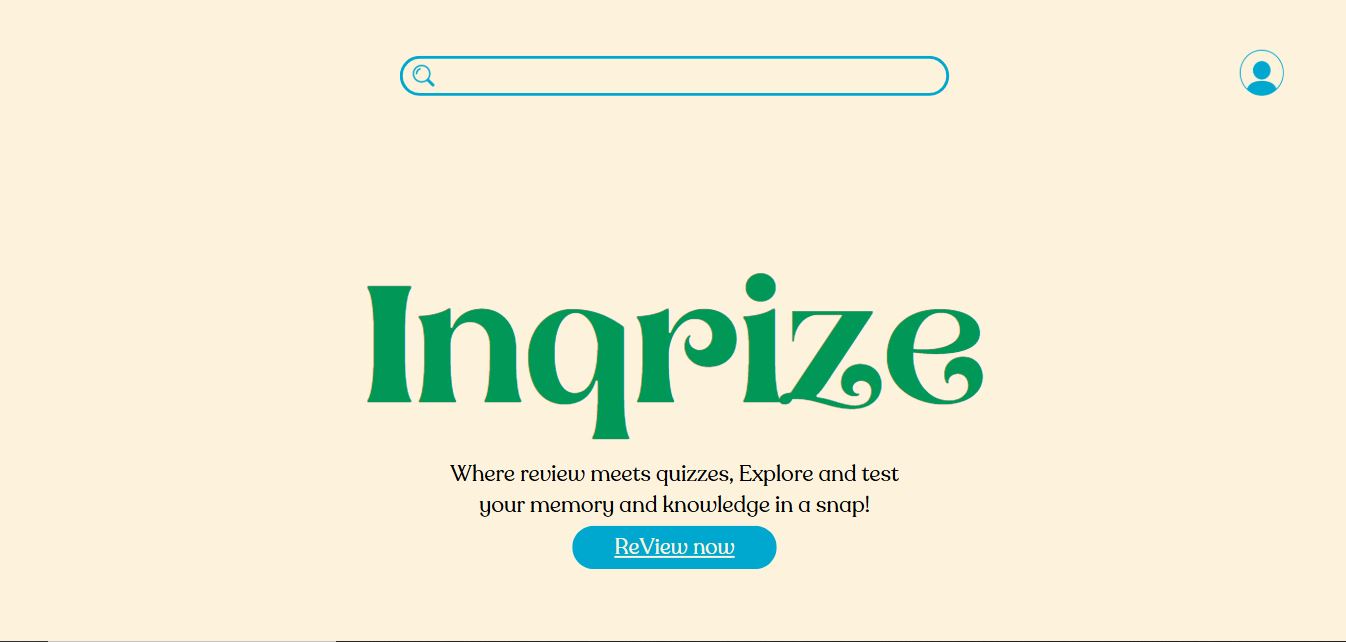 Inqrize
Where review meets quizzes, Explore and test
your memory and knowledge in a snap!
ReView now